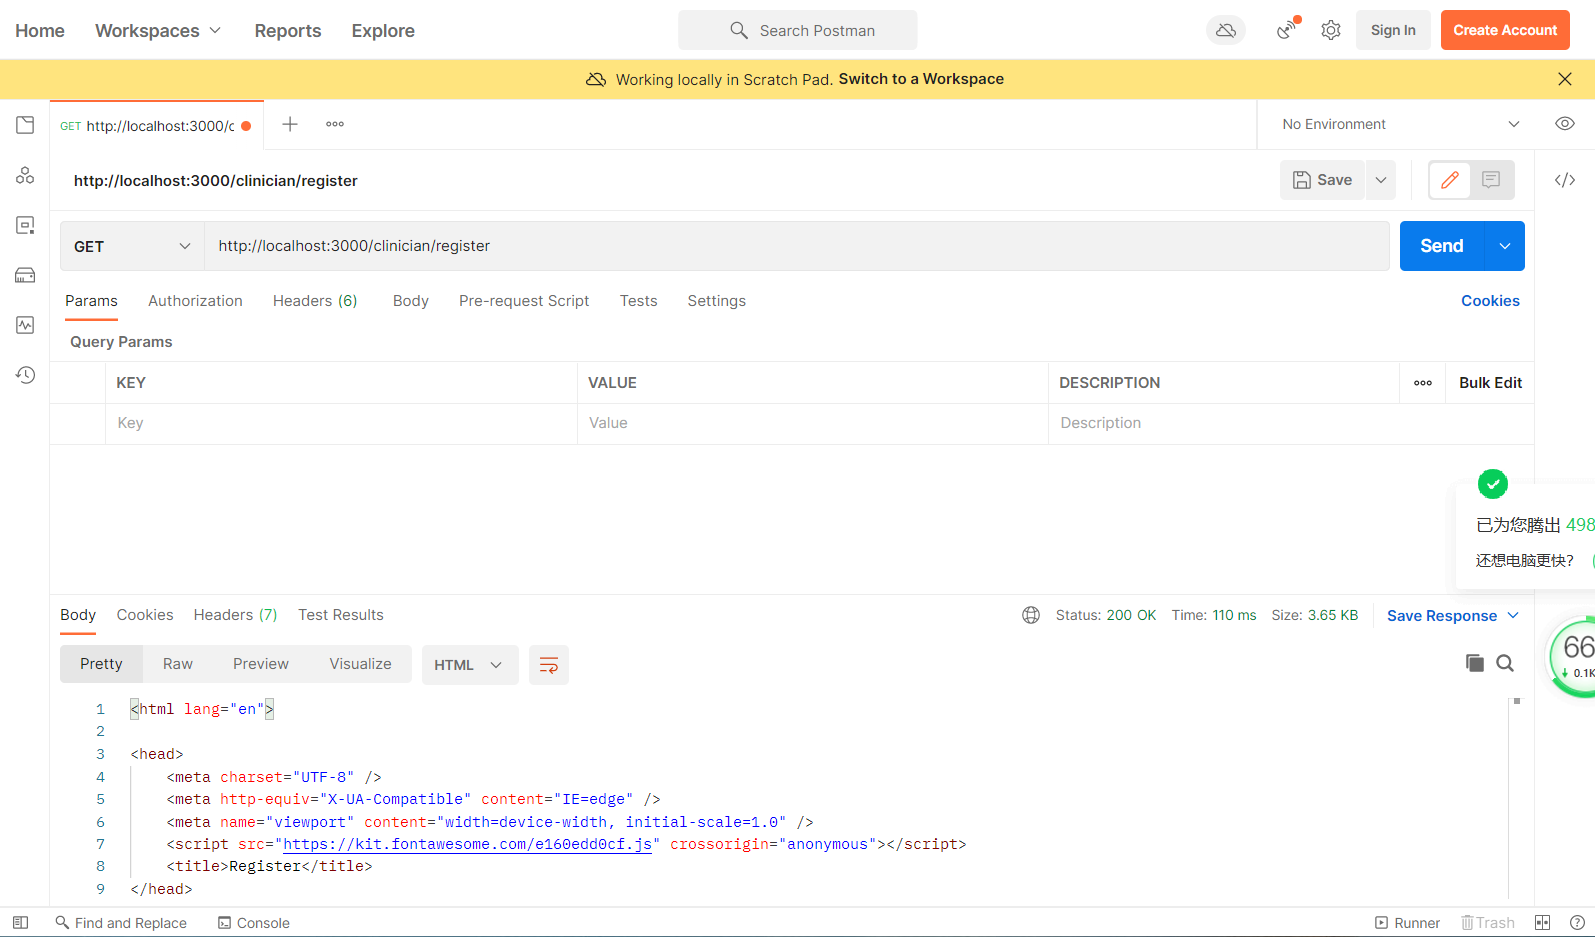 Home Workspaces Reports Explore Search Postman Sign In Create Account
Working locally in Scratch Pad. Switch to a Workspace
GET http://localhost:3000/c No Environment
http://localhost:3000/clinician/register Save
GET http://localhost:3000/clinician/register Send
Params Authorization Headers (6) Body Pre-request Script Tests Settings Cookies
Query Params
KEY VALUE DESCRIPTION Bulk Edit
Key Value Description
已为您腾出 498
还想电脑更快?
Body Cookies Headers (7) Test Results Status: 200 OK Time: 110 ms Size: 3.65 KB Save Response
Pretty Raw Preview Visualize HTML
66
0.1K
1 <html lang="en">
2
3 <head>
4 <meta charset="UTF-8" />
5 <meta http-equiv="X-UA-Compatible" content="IE=edge" />
6 <meta name="viewport" content="width=device-width, initial-scale=1.0" />
7 <script src="https://kit.fontawesome.com/e160edd0cf.js" crossorigin="anonymous"></script>
8 <title>Register</title>
9 </head>
Find and Replace Console Runner Trash